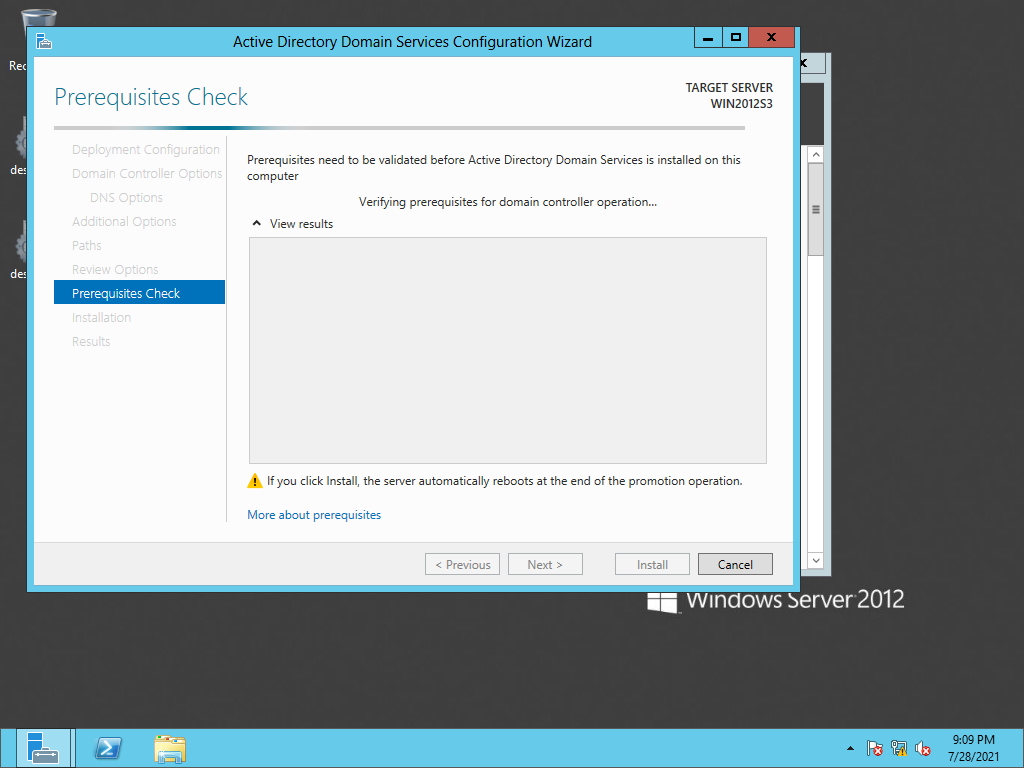 Active Directory Domain Services Configuration Wizard
Prerequisites Check
TARGET SERVER
WIN2012S3
Deployment Configuration
Domain Controller Options
DNS Options
Additional Options
Paths
Review Options
Prerequisites Check
Installation
Results
Prerequisites need to be validated before Active Directory Domain Services is installed on this
computer
Verifying prerequisites for domain controller operation...
View results
If you click Install, the server automatically reboots at the end of the promotion operation.
More about prerequisites
< Previous
Next >
Install
Cancel
Rec
des
des
Windows Server 2012
9:09 PM
7/28/2021